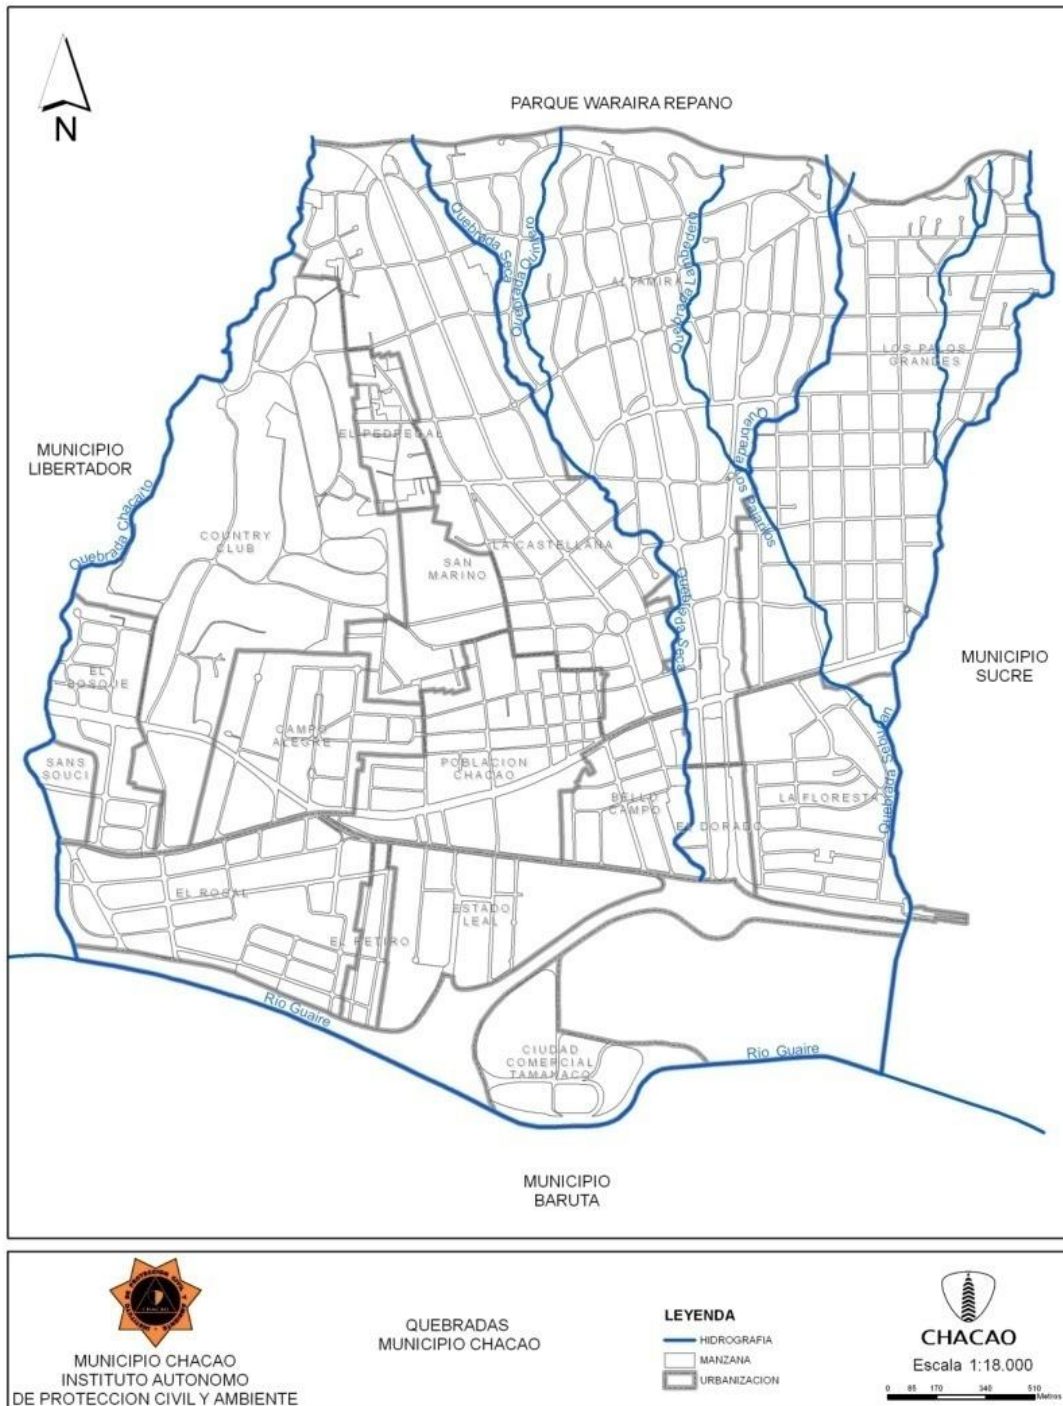 N
PARQUE WARAIRA REPANO
Quebrada Seca
Quebrada Quintero
Quebrada Lambedero
ALTAMIRA
LOS PALOS
GRANDES
MUNICIPIO
LIBERTADOR
EL PEDREGAL
Quebrada Los Pajaritos
Quebrada Chacaito
COUNTRY
CLUB
LA CASTELLANA
SAN
MARINO
Quebrada Seca
MUNICIPIO
SUCRE
EL
BOSQUE
CAMPO
ALEGRE
SANS
SOUCI
POBLACION
CHACAO
Quebrada Sebucan
BELLO
CAMPO
LA FLORESTA
EL DORADO
EL ROSAL
ESTADO
LEAL
EL RETIRO
Rio Guaire
CIUDAD
COMERCIAL
TAMANACO
Rio Guaire
MUNICIPIO
BARUTA
CHACAO
MUNICIPIO CHACAO
INSTITUTO AUTONOMO
DE PROTECCION CIVIL Y AMBIENTE
QUEBRADAS
MUNICIPIO CHACAO
LEYENDA
HIDROGRAFIA
MANZANA
URBANIZACION
CHACAO
Escala 1:18.000
0 85 170 340 510
Metros